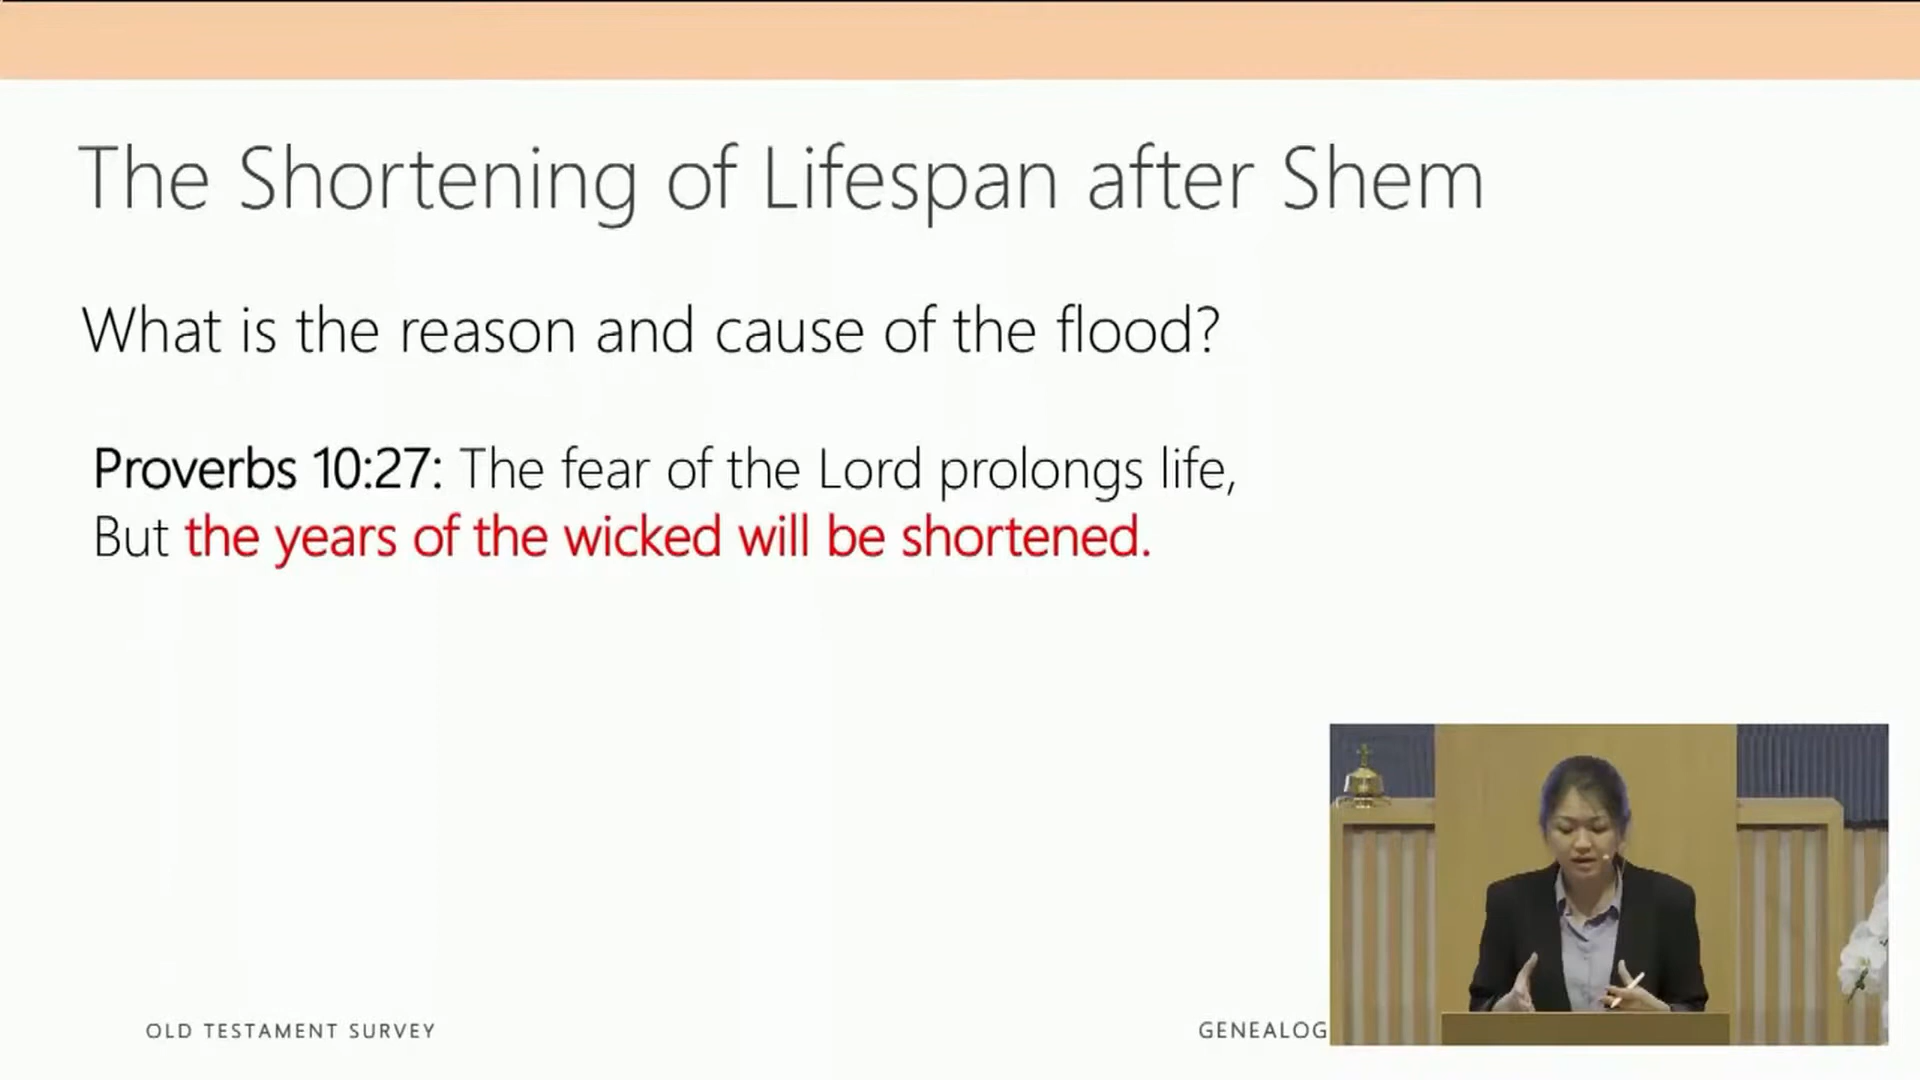 The Shortening of Lifespan after Shem
What is the reason and cause of the flood?
Proverbs 10:27: The fear of the Lord prolongs life,
But the years of the wicked will be shortened.
OLD TESTAMENT SURVEY
GENEALOG